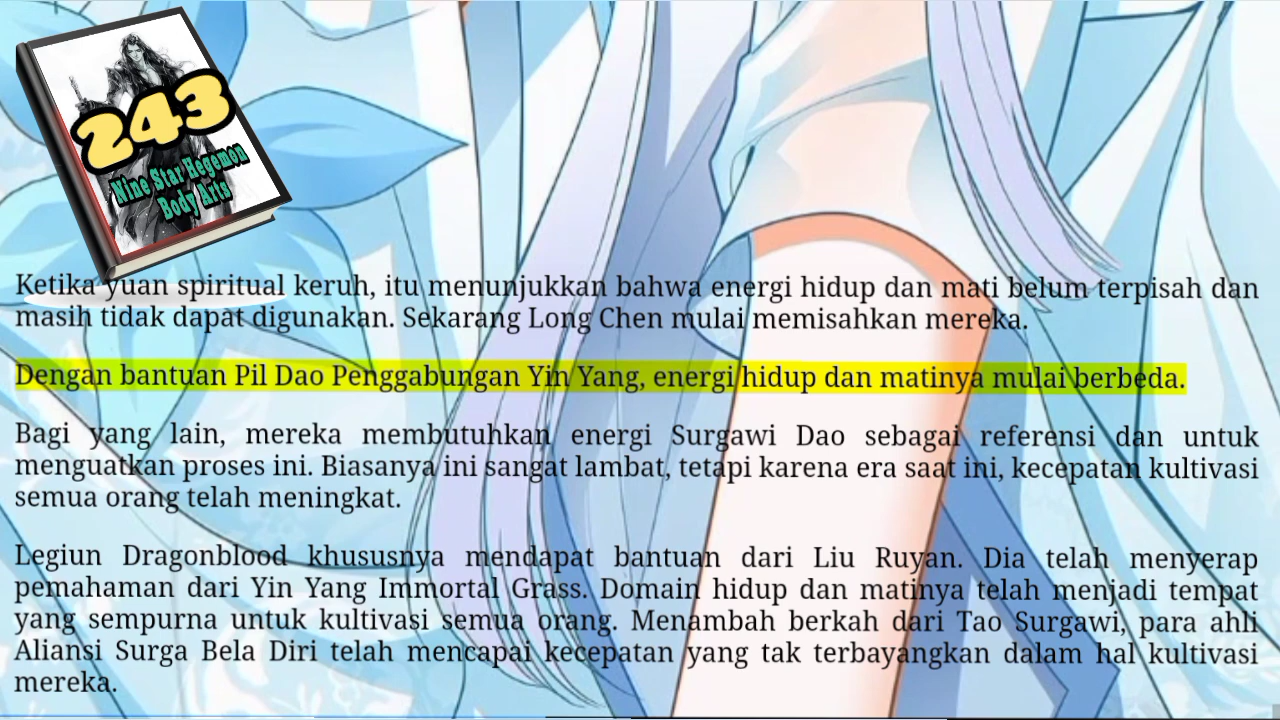 243
Nine Star Hegemon
Body Arts
Ketika yuan spiritual keruh, itu menunjukkan bahwa energi hidup dan mati belum terpisah dan
masih tidak dapat digunakan. Sekarang Long Chen mulai memisahkan mereka.
Dengan bantuan Pil Dao Penggabungan Yin Yang, energi hidup dan matinya mulai berbeda.
Bagi yang lain, mereka membutuhkan energi Surgawi Dao sebagai referensi dan untuk
menguatkan proses ini. Biasanya ini sangat lambat, tetapi karena era saat ini, kecepatan kultivasi
semua orang telah meningkat.
Legiun Dragonblood khususnya mendapat bantuan dari Liu Ruyan. Dia telah menyerap
pemahaman dari Yin Yang Immortal Grass. Domain hidup dan matinya telah menjadi tempat
yang sempurna untuk kultivasi semua orang. Menambah berkah dari Tao Surgawi, para ahli
Aliansi Surga Bela Diri telah mencapai kecepatan yang tak terbayangkan dalam hal kultivasi
mereka.